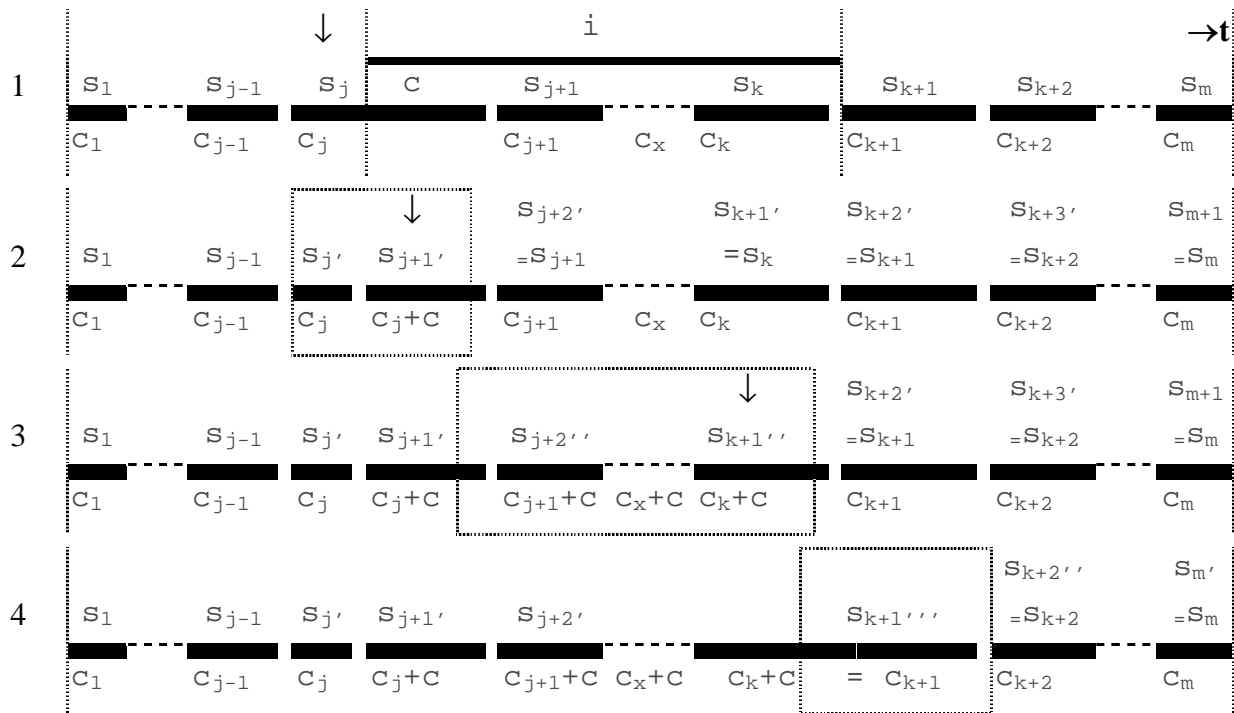 ↓ i →t
1 s₁ sⱼ₋₁ sⱼ c sⱼ₊₁ sₖ sₖ₊₁ sₖ₊₂ sₘ
c₁ cⱼ₋₁ cⱼ cⱼ₊₁ cₓ cₖ cₖ₊₁ cₖ₊₂ cₘ
↓ sⱼ₊₂' sₖ₊₁' sₖ₊₂' sₖ₊₃' sₘ₊₁
2 s₁ sⱼ₋₁ sⱼ' sⱼ₊₁' =sⱼ₊₁ =sₖ =sₖ₊₁ =sₖ₊₂ =sₘ
c₁ cⱼ₋₁ cⱼ cⱼ+c cⱼ₊₁ cₓ cₖ cₖ₊₁ cₖ₊₂ cₘ
↓ sₖ₊₂' sₖ₊₃' sₘ₊₁
3 s₁ sⱼ₋₁ sⱼ' sⱼ₊₁' sⱼ₊₂'' sₖ₊₁'' =sₖ₊₁ =sₖ₊₂ =sₘ
c₁ cⱼ₋₁ cⱼ cⱼ+c cⱼ₊₁+c cₓ+c cₖ+c cₖ₊₁ cₖ₊₂ cₘ
sₖ₊₂'' sₘ'
4 s₁ sⱼ₋₁ sⱼ' sⱼ₊₁' sⱼ₊₂' sₖ₊₁''' =sₖ₊₂ =sₘ
c₁ cⱼ₋₁ cⱼ cⱼ+c cⱼ₊₁+c cₓ+c cₖ+c = cₖ₊₁ cₖ₊₂ cₘ